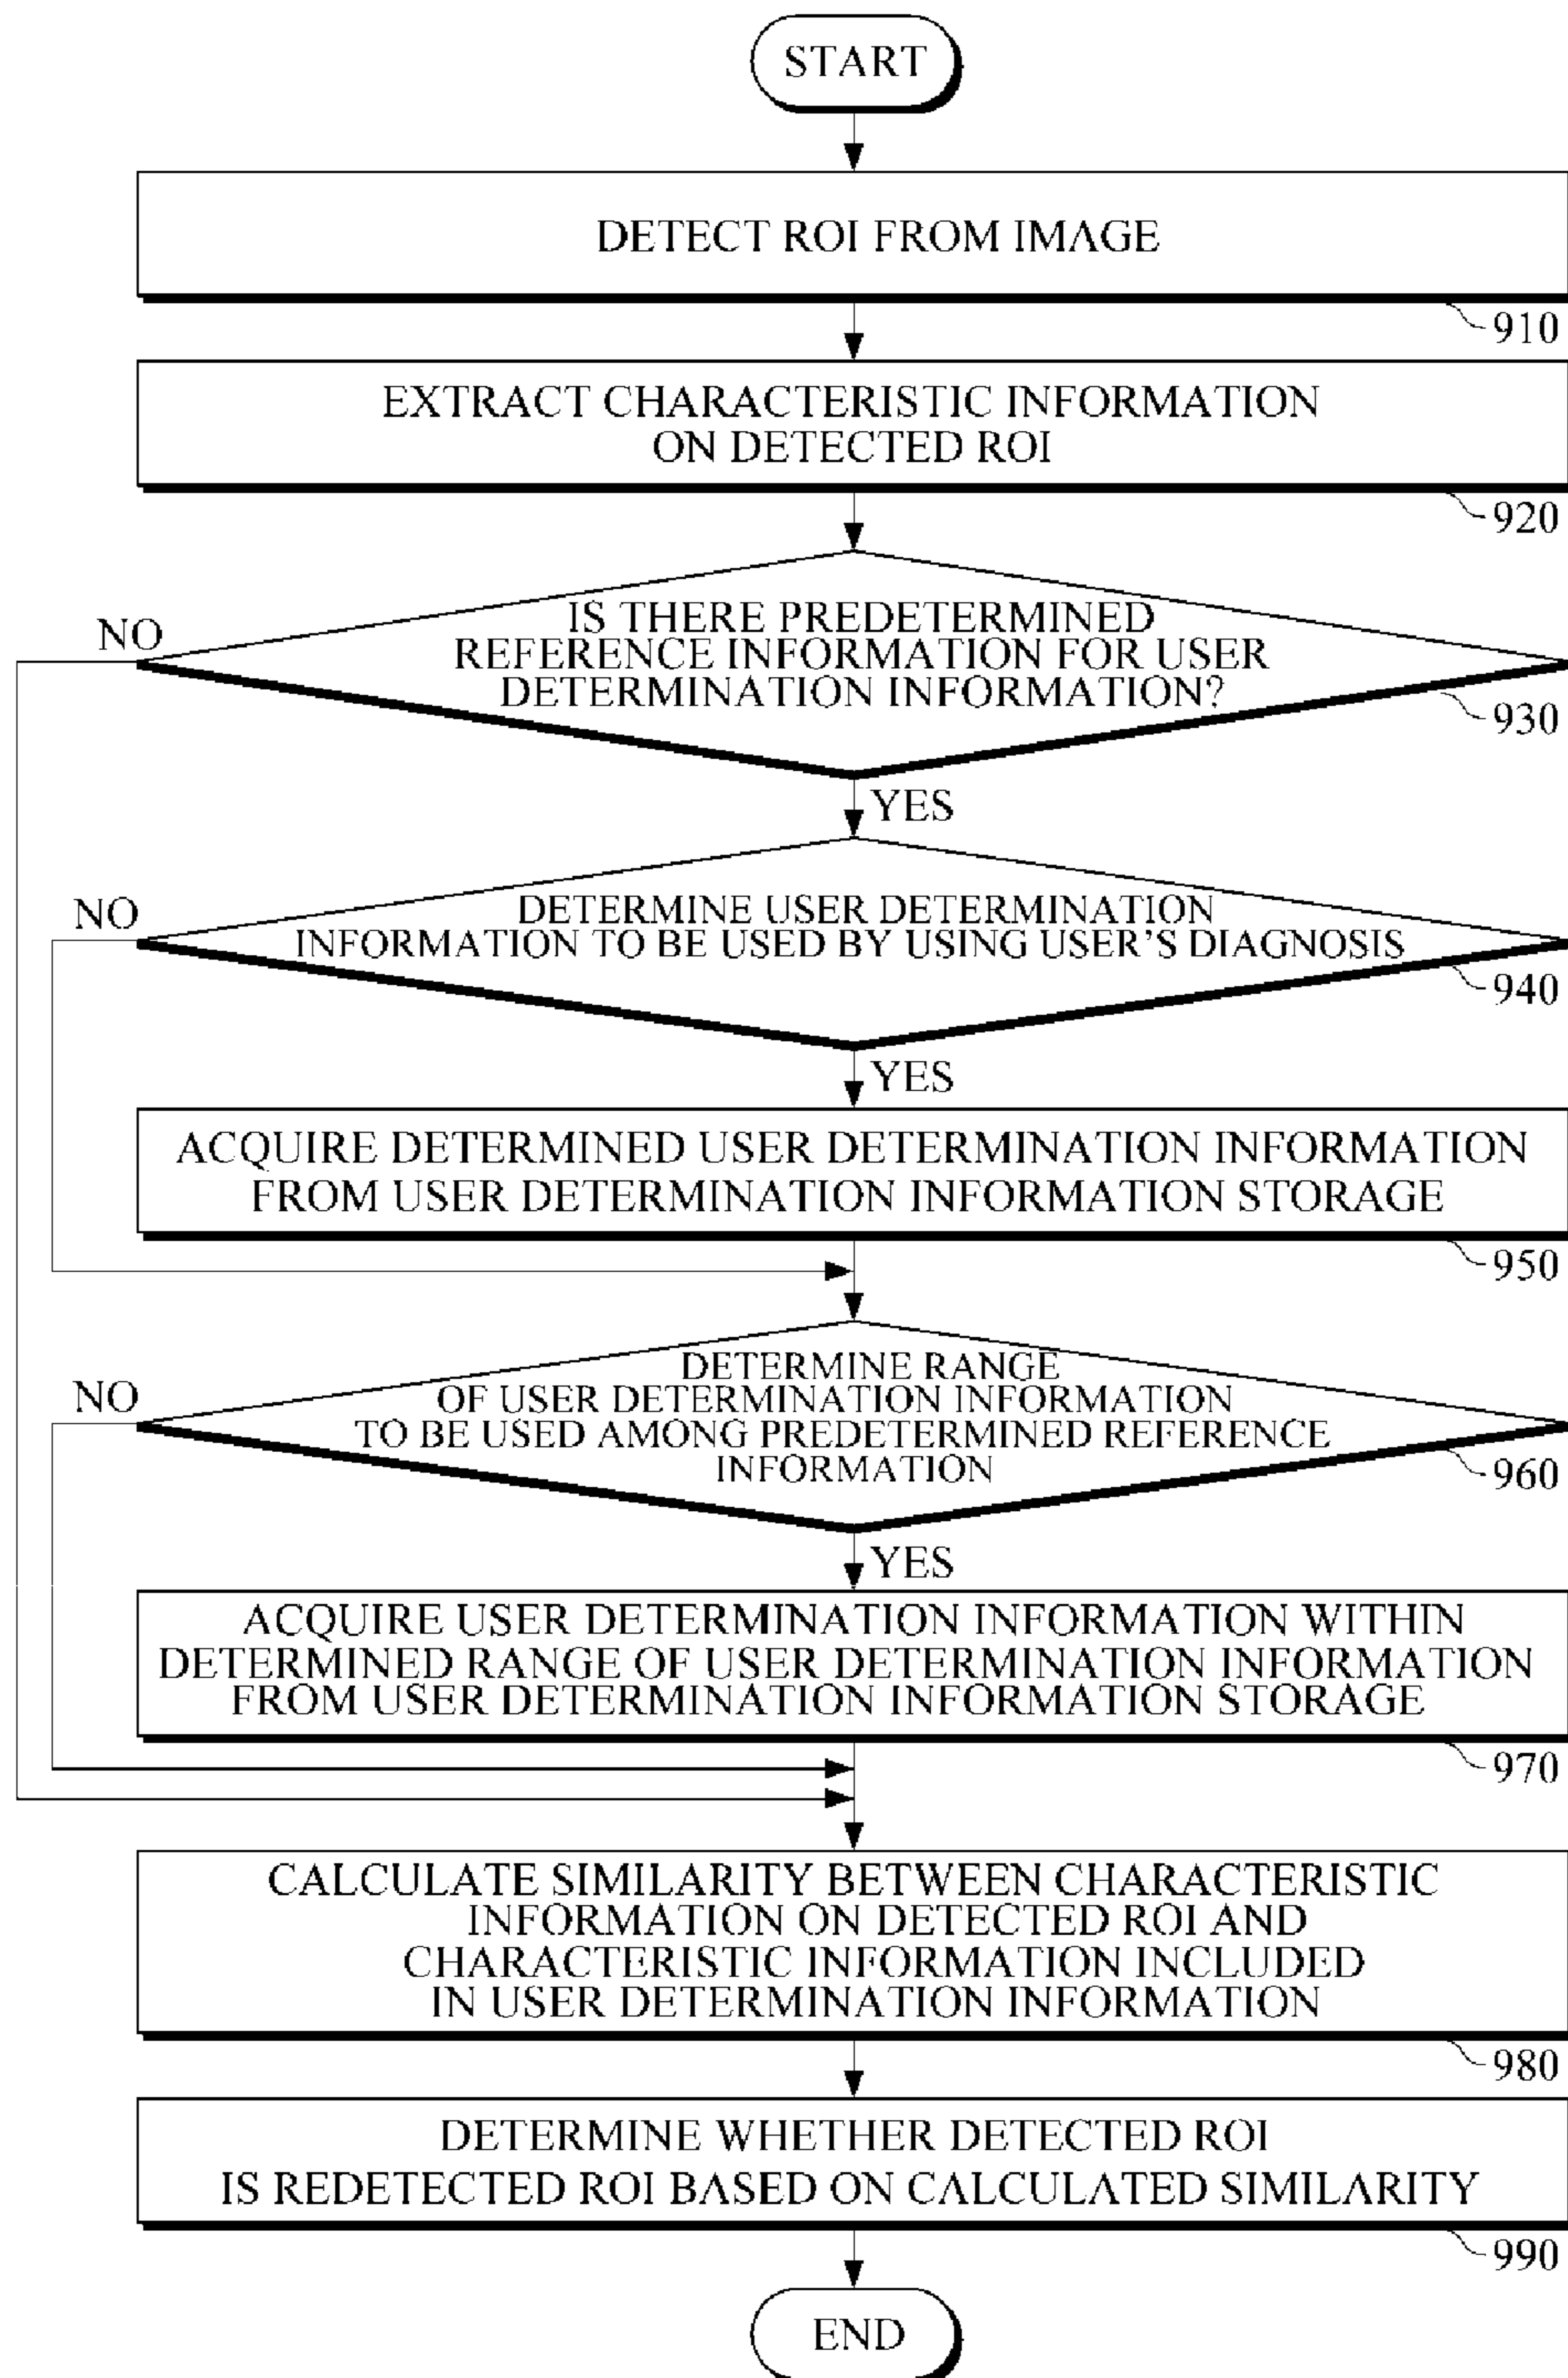 START
DETECT ROI FROM IMAGE
910
EXTRACT CHARACTERISTIC INFORMATION
ON DETECTED ROI
920
IS THERE PREDETERMINED
REFERENCE INFORMATION FOR USER
DETERMINATION INFORMATION?
NO
930
YES
DETERMINE USER DETERMINATION
INFORMATION TO BE USED BY USING USER'S DIAGNOSIS
NO
940
YES
ACQUIRE DETERMINED USER DETERMINATION INFORMATION
FROM USER DETERMINATION INFORMATION STORAGE
950
DETERMINE RANGE
OF USER DETERMINATION INFORMATION
TO BE USED AMONG PREDETERMINED REFERENCE
INFORMATION
NO
960
YES
ACQUIRE USER DETERMINATION INFORMATION WITHIN
DETERMINED RANGE OF USER DETERMINATION INFORMATION
FROM USER DETERMINATION INFORMATION STORAGE
970
CALCULATE SIMILARITY BETWEEN CHARACTERISTIC
INFORMATION ON DETECTED ROI AND
CHARACTERISTIC INFORMATION INCLUDED
IN USER DETERMINATION INFORMATION
980
DETERMINE WHETHER DETECTED ROI
IS REDETECTED ROI BASED ON CALCULATED SIMILARITY
990
END